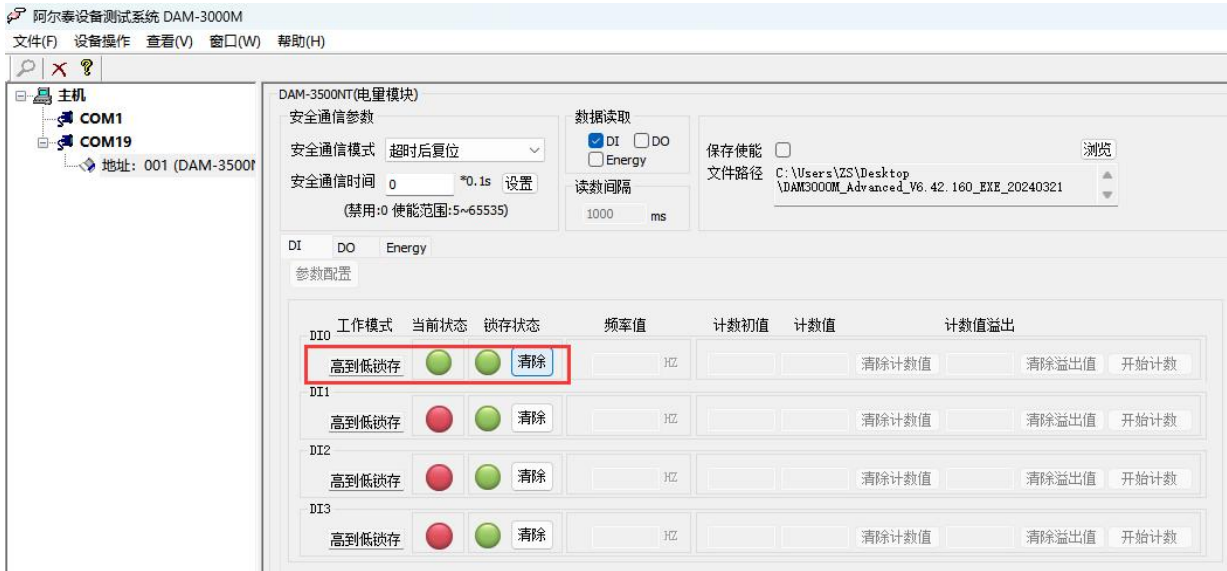 阿尔泰设备测试系统 DAM-3000M
文件(F) 设备操作 查看(V) 窗口(W) 帮助(H)
主机
COM1
COM19
地址: 001 (DAM-3500N
DAM-3500NT(电量模块)
安全通信参数
安全通信模式 超时后复位
安全通信时间 0 *0.1s 设置
(禁用:0 使能范围:5~65535)
数据读取
DI DO
Energy
读数间隔
1000 ms
保存使能 浏览
文件路径 C:\Users\ZS\Desktop
\DAM3000M_Advanced_V6.42.160_EXE_20240321
DI DO Energy
参数配置
工作模式 当前状态 锁存状态 频率值 计数初值 计数值 计数值溢出
DI0
高到低锁存 清除 HZ 清除计数值 清除溢出值 开始计数
DI1
高到低锁存 清除 HZ 清除计数值 清除溢出值 开始计数
DI2
高到低锁存 清除 HZ 清除计数值 清除溢出值 开始计数
DI3
高到低锁存 清除 HZ 清除计数值 清除溢出值 开始计数